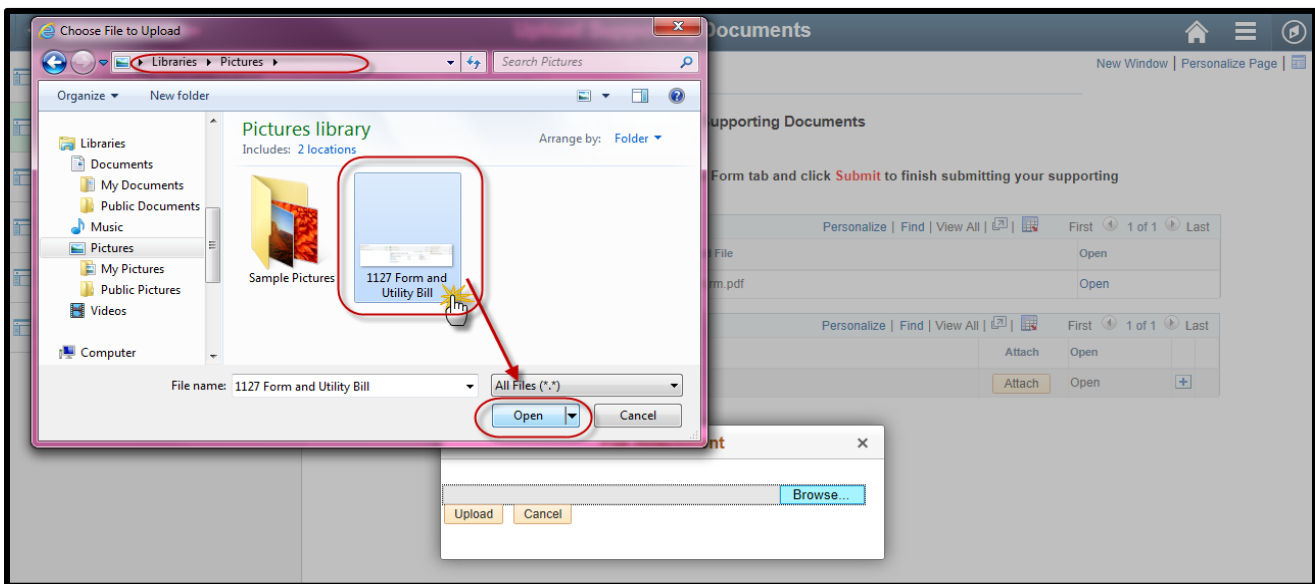 Choose File to Upload
Documents
Libraries Pictures
Search Pictures
New Window | Personalize Page |
Organize New folder
Libraries
Documents
My Documents
Public Documents
Music
Pictures
My Pictures
Public Pictures
Videos
Computer
Pictures library
Includes: 2 locations
Arrange by: Folder
Sample Pictures
1127 Form and
Utility Bill
File name: 1127 Form and Utility Bill
All Files (*.*)
Open
Cancel
upporting Documents
Form tab and click Submit to finish submitting your supporting
Personalize | Find | View All | | First 1 of 1 Last
File Open
rm.pdf Open
Personalize | Find | View All | | First 1 of 1 Last
Attach Open
Attach Open +
nt ×
Browse...
Upload Cancel